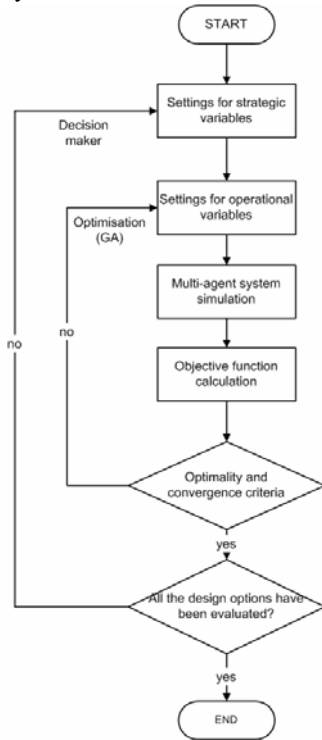 START
Settings for strategic
variables
Decision
maker
Settings for operational
variables
Optimisation
(GA)
Multi-agent system
simulation
no
Objective function
calculation
no
Optimality and
convergence criteria
yes
All the design options have
been evaluated?
yes
END